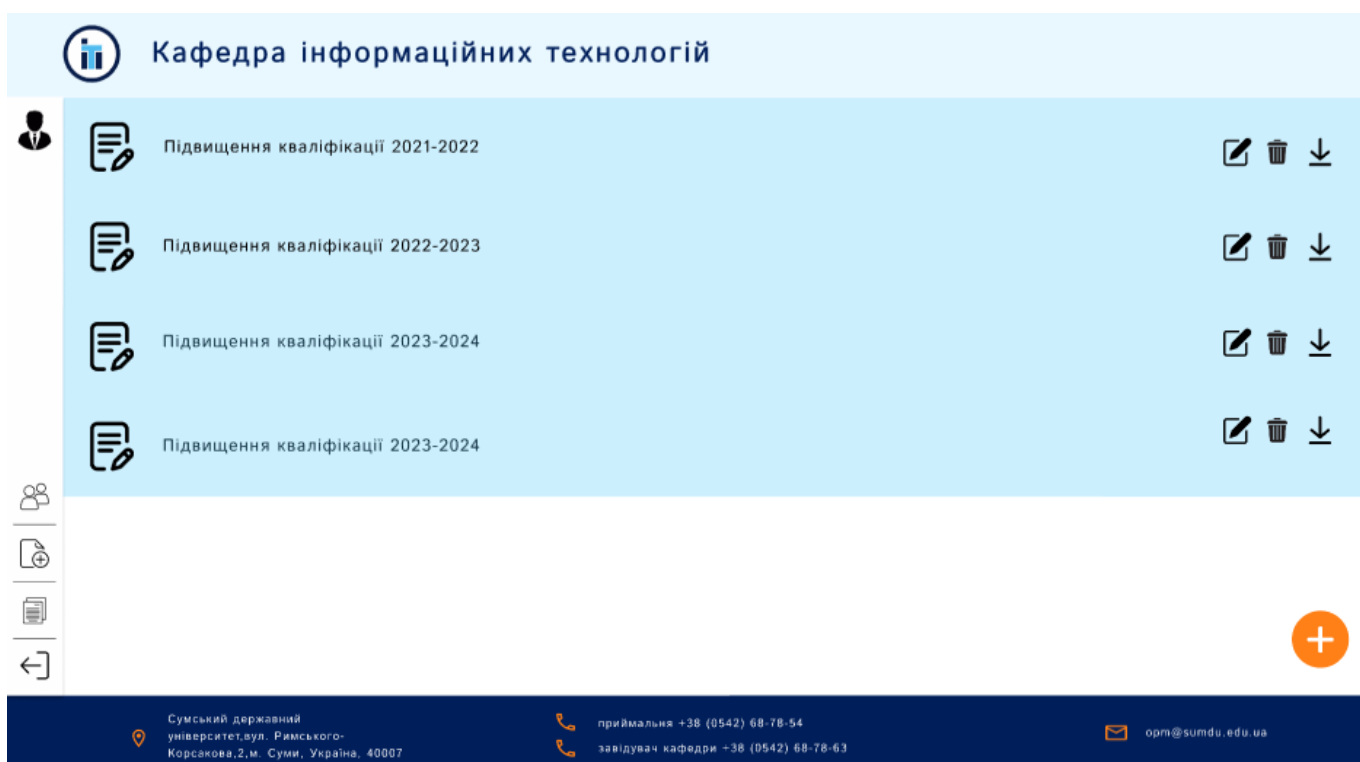 Кафедра інформаційних технологій
Підвищення кваліфікації 2021-2022
Підвищення кваліфікації 2022-2023
Підвищення кваліфікації 2023-2024
Підвищення кваліфікації 2023-2024
Сумський державний
університет,вул. Римського-
Корсакова,2,м. Суми, Україна, 40007
приймальня +38 (0542) 68-78-54
завідувач кафедри +38 (0542) 68-78-63
opm@sumdu.edu.ua